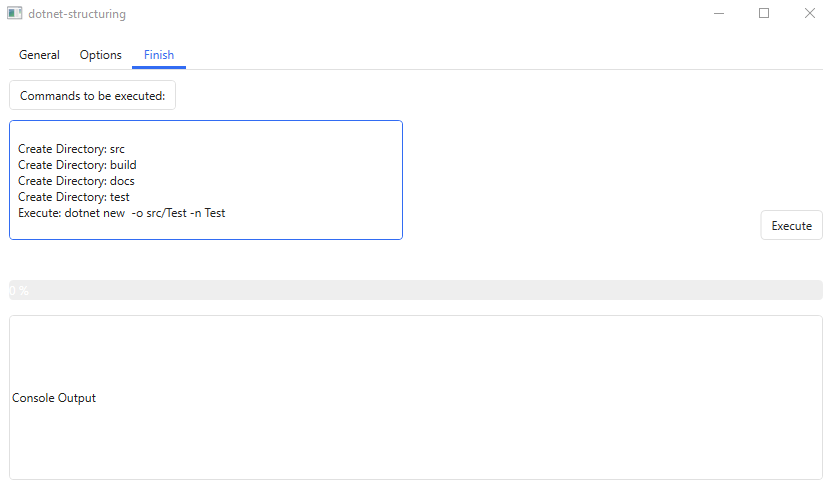 dotnet-structuring
General Options Finish
Commands to be executed:
Create Directory: src
Create Directory: build
Create Directory: docs
Create Directory: test
Execute: dotnet new  -o src/Test -n Test
Execute
0 %
Console Output